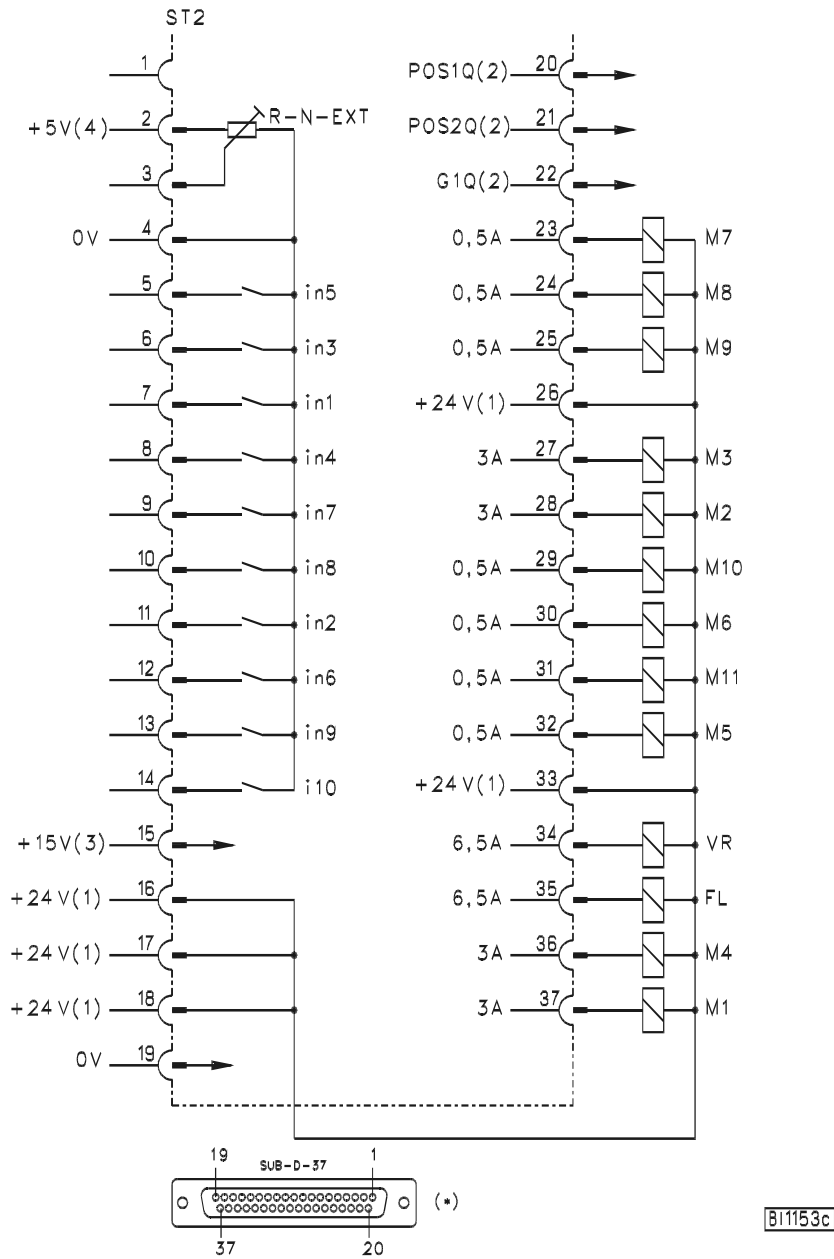 ST2
1
+5V(4) 2 R-N-EXT
3
0V 4
5 in5
6 in3
7 in1
8 in4
9 in7
10 in8
11 in2
12 in6
13 in9
14 i10
+15V(3) 15
+24V(1) 16
+24V(1) 17
+24V(1) 18
0V 19
POS1Q(2) 20
POS2Q(2) 21
G1Q(2) 22
0,5A 23 M7
0,5A 24 M8
0,5A 25 M9
+24V(1) 26
3A 27 M3
3A 28 M2
0,5A 29 M10
0,5A 30 M6
0,5A 31 M11
0,5A 32 M5
+24V(1) 33
6,5A 34 VR
6,5A 35 FL
3A 36 M4
3A 37 M1
19 SUB-D-37 1
(*)
37 20
BI1153c